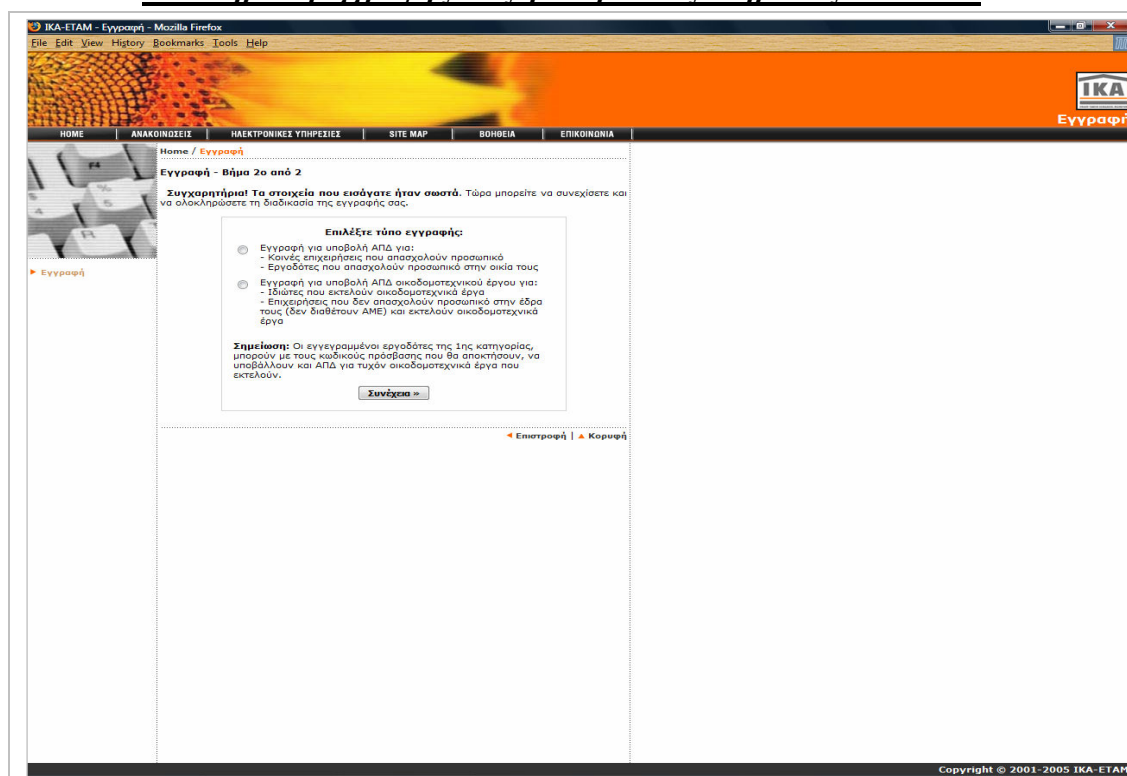 IKA-ETAM - Εγγραφή - Mozilla Firefox
File Edit View History Bookmarks Tools Help
IKA
Εγγραφή
HOME | ΑΝΑΚΟΙΝΩΣΕΙΣ | ΗΛΕΚΤΡΟΝΙΚΕΣ ΥΠΗΡΕΣΙΕΣ | SITE MAP | ΒΟΗΘΕΙΑ | ΕΠΙΚΟΙΝΩΝΙΑ |
Home / Εγγραφή
Εγγραφή - Βήμα 2ο από 2
Συγχαρητήρια! Τα στοιχεία που εισάγατε ήταν σωστά. Τώρα μπορείτε να συνεχίσετε και
να ολοκληρώσετε τη διαδικασία της εγγραφής σας.
Επιλέξτε τύπο εγγραφής:
Εγγραφή για υποβολή ΑΠΔ για:
- Κοινές επιχειρήσεις που απασχολούν προσωπικό
- Εργοδότες που απασχολούν προσωπικό στην οικία τους
Εγγραφή για υποβολή ΑΠΔ οικοδομοτεχνικού έργου για:
- Ιδιώτες που εκτελούν οικοδομοτεχνικά έργα
- Επιχειρήσεις που δεν απασχολούν προσωπικό στην έδρα
τους (δεν διαθέτουν ΑΜΕ) και εκτελούν οικοδομοτεχνικά
έργα
Σημείωση: Οι εγγεγραμμένοι εργοδότες της 1ης κατηγορίας,
μπορούν με τους κωδικούς πρόσβασης που θα αποκτήσουν, να
υποβάλλουν και ΑΠΔ για τυχόν οικοδομοτεχνικά έργα που
εκτελούν.
Συνέχεια »
Επιστροφή | Κορυφή
Εγγραφή
F4
%
5
4
6
R
Copyright © 2001-2005 IKA-ETAM